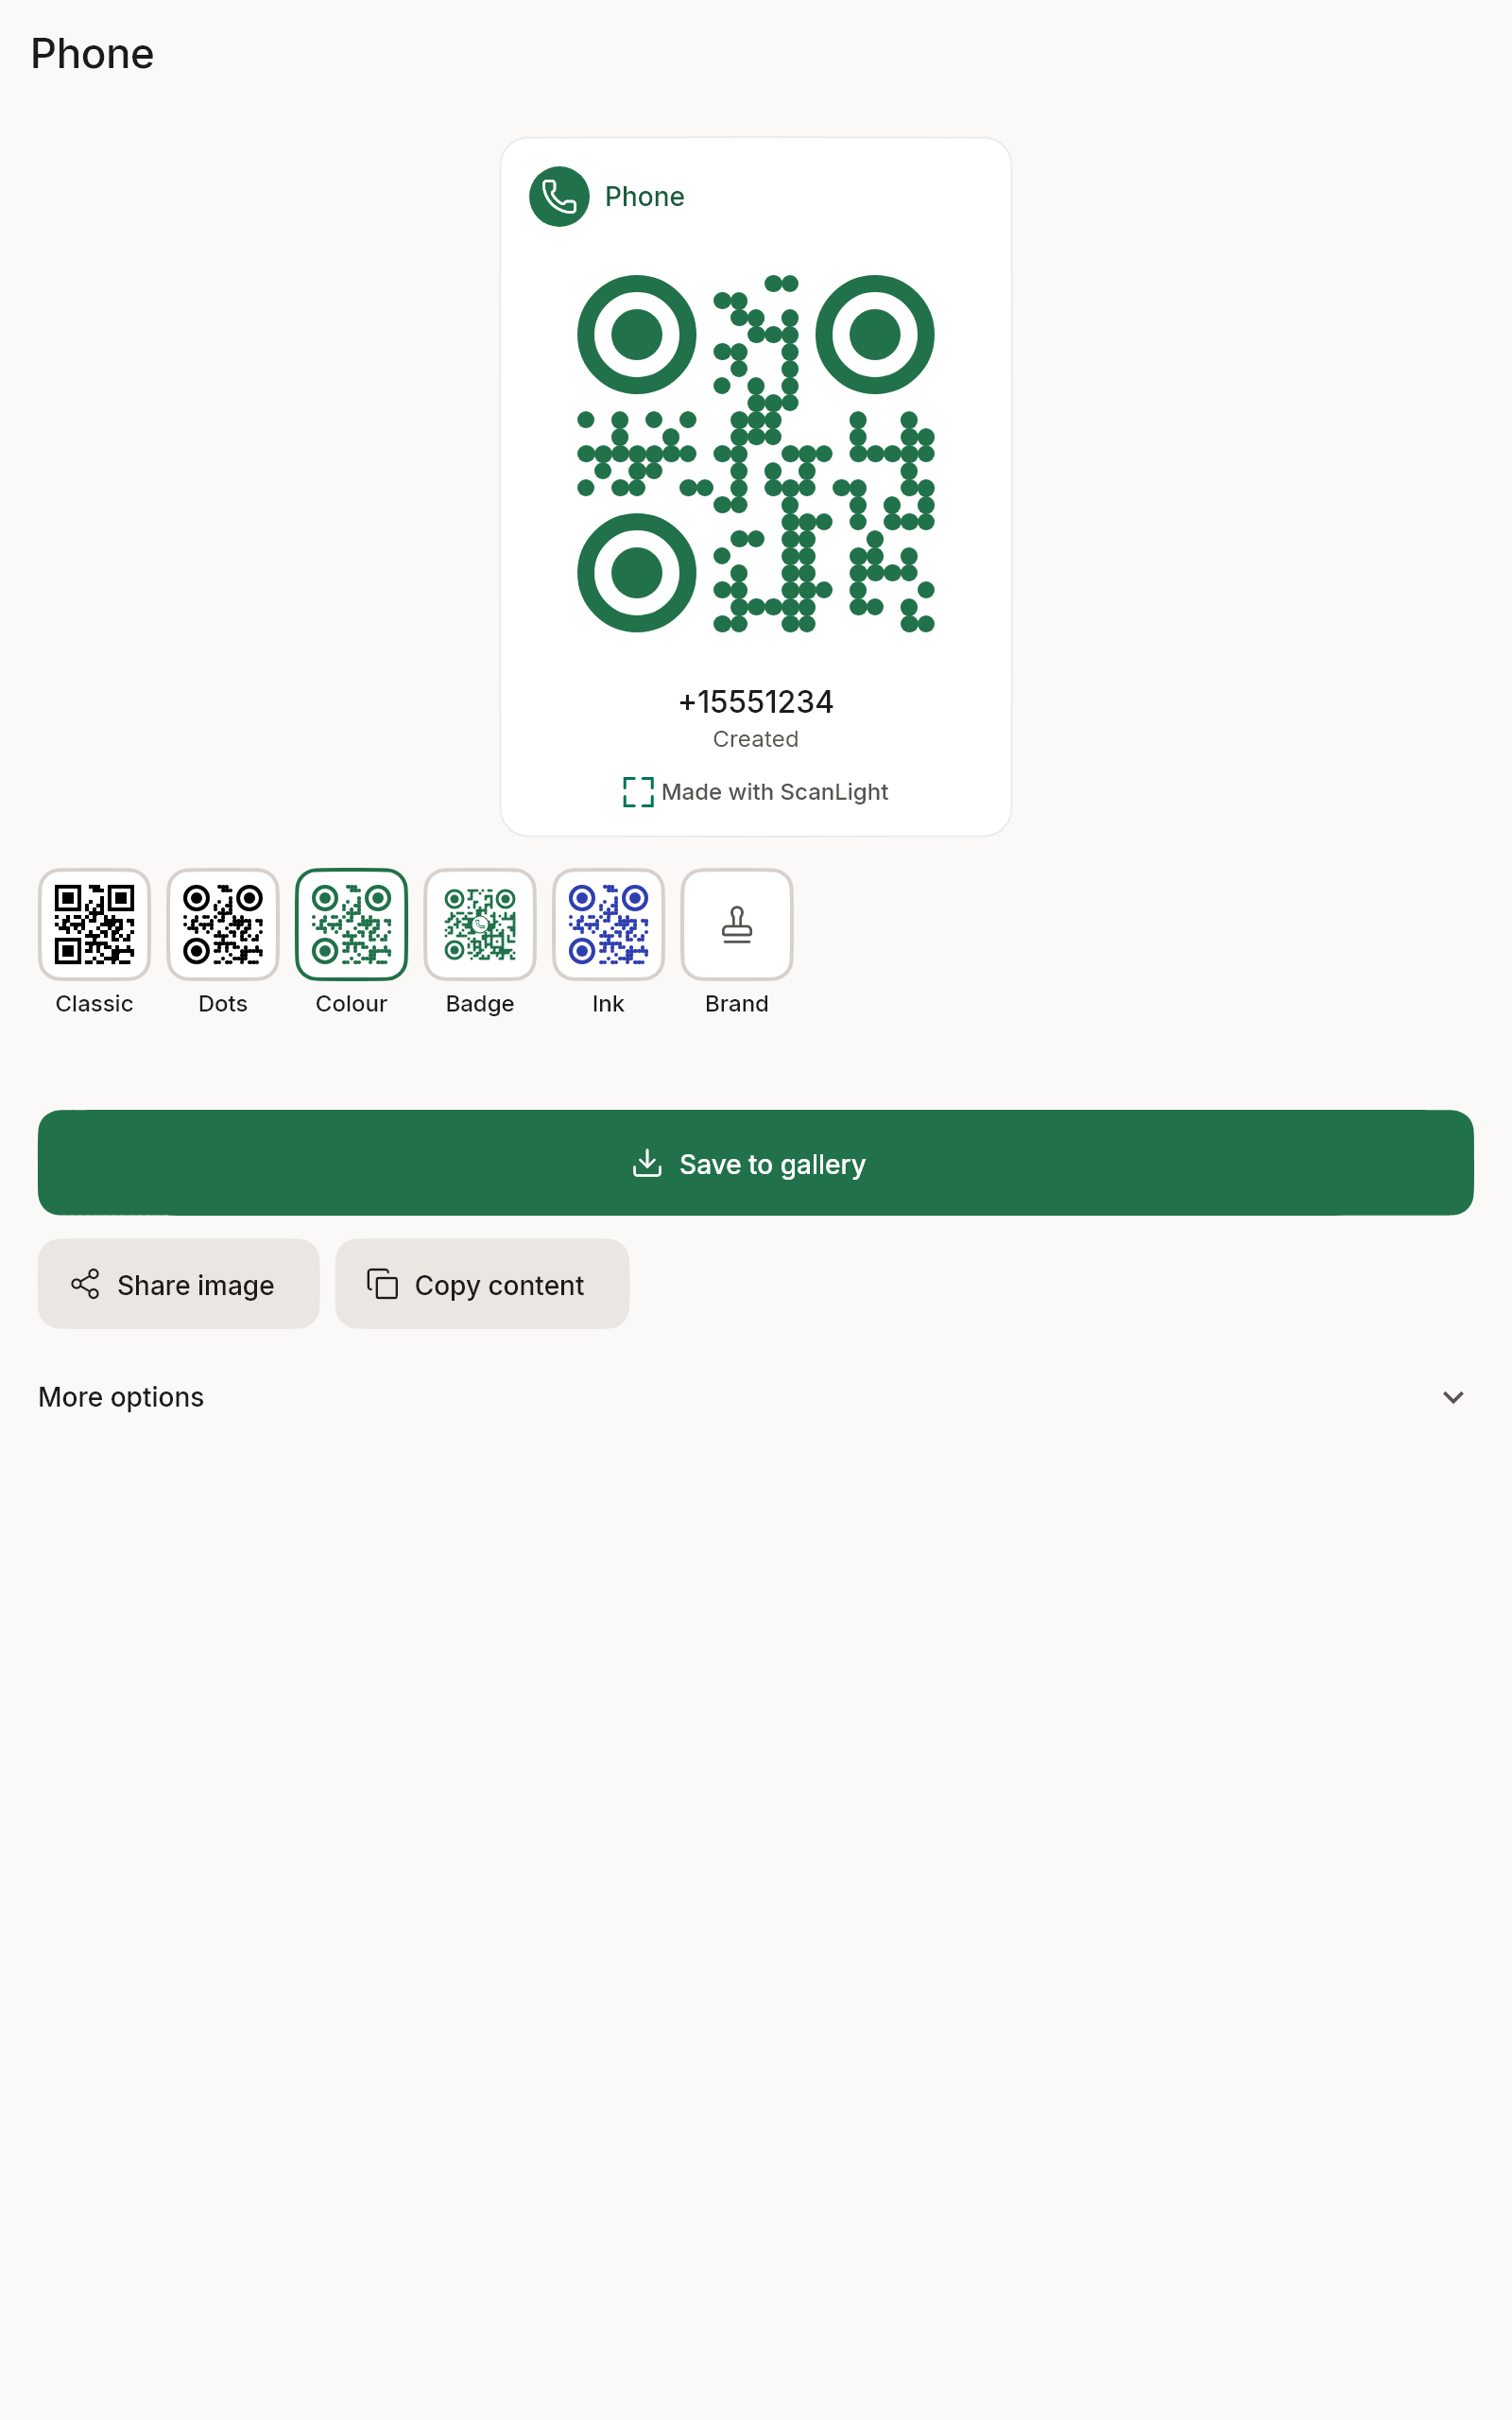 Phone
Phone
+15551234
Created
Made with ScanLight
Classic
Dots
Colour
Badge
Ink
Brand
Save to gallery
Share image
Copy content
More options